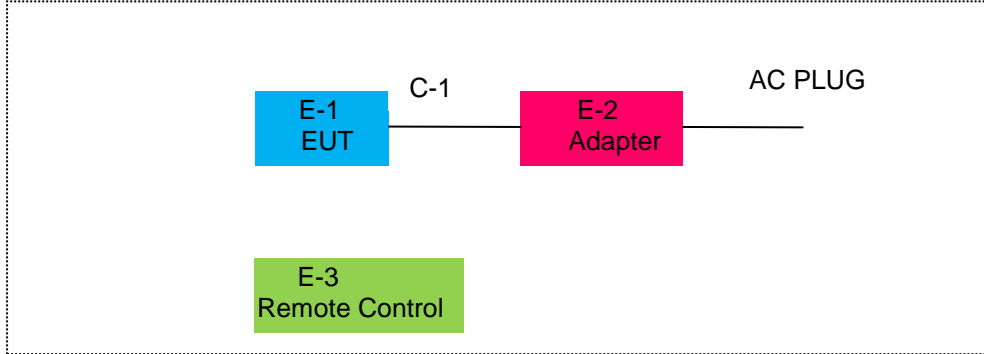 E-1
EUT
C-1
E-2
Adapter
AC PLUG
E-3
Remote Control